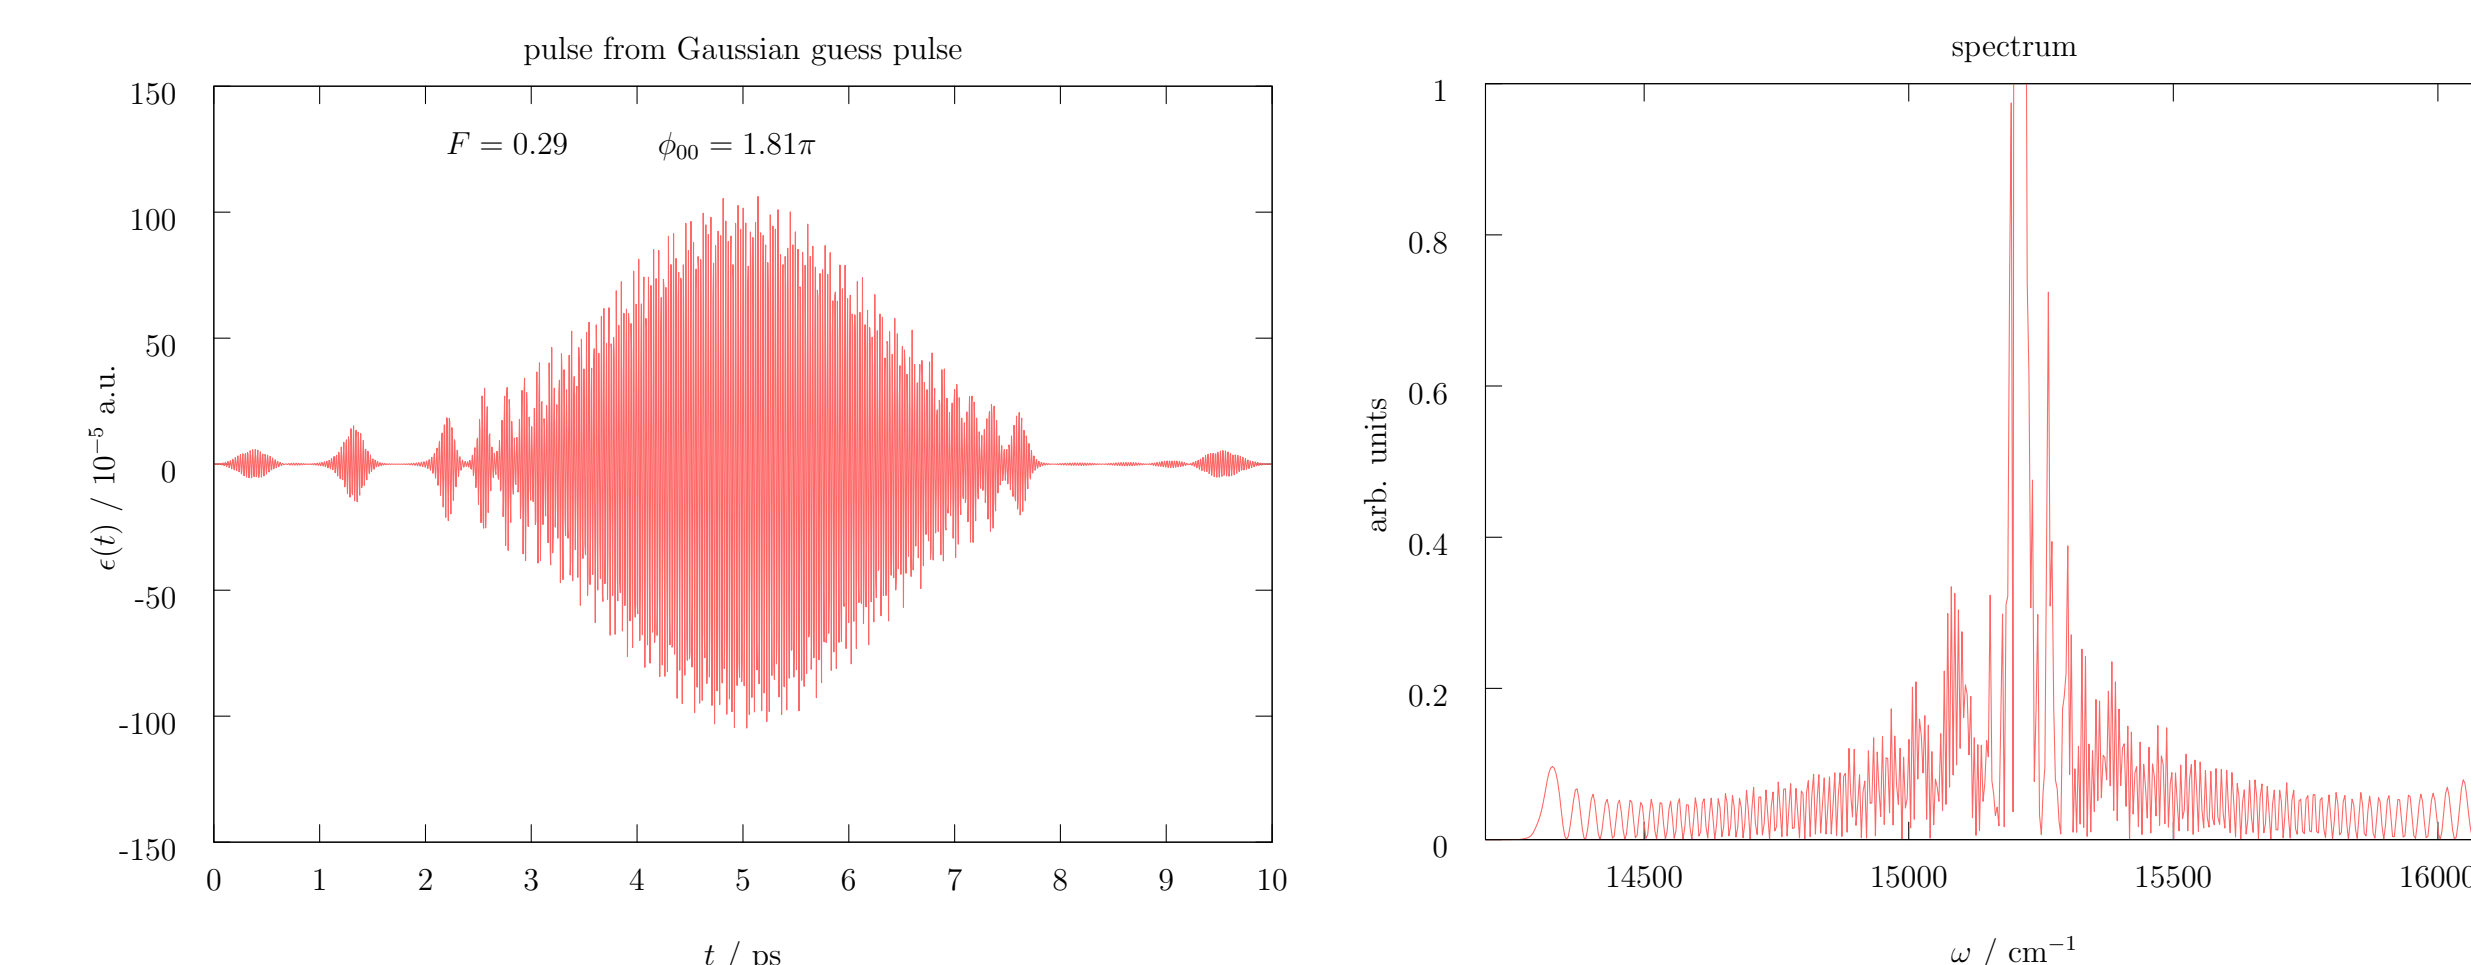 pulse from Gaussian guess pulse
F = 0.29 ϕ₀₀ = 1.81π
150
100
50
0
-50
-100
-150
ϵ(t) / 10⁻⁵ a.u.
0 1 2 3 4 5 6 7 8 9 10
t / ps
spectrum
1
0.8
0.6
0.4
0.2
0
arb. units
14500 15000 15500 16000
ω / cm⁻¹